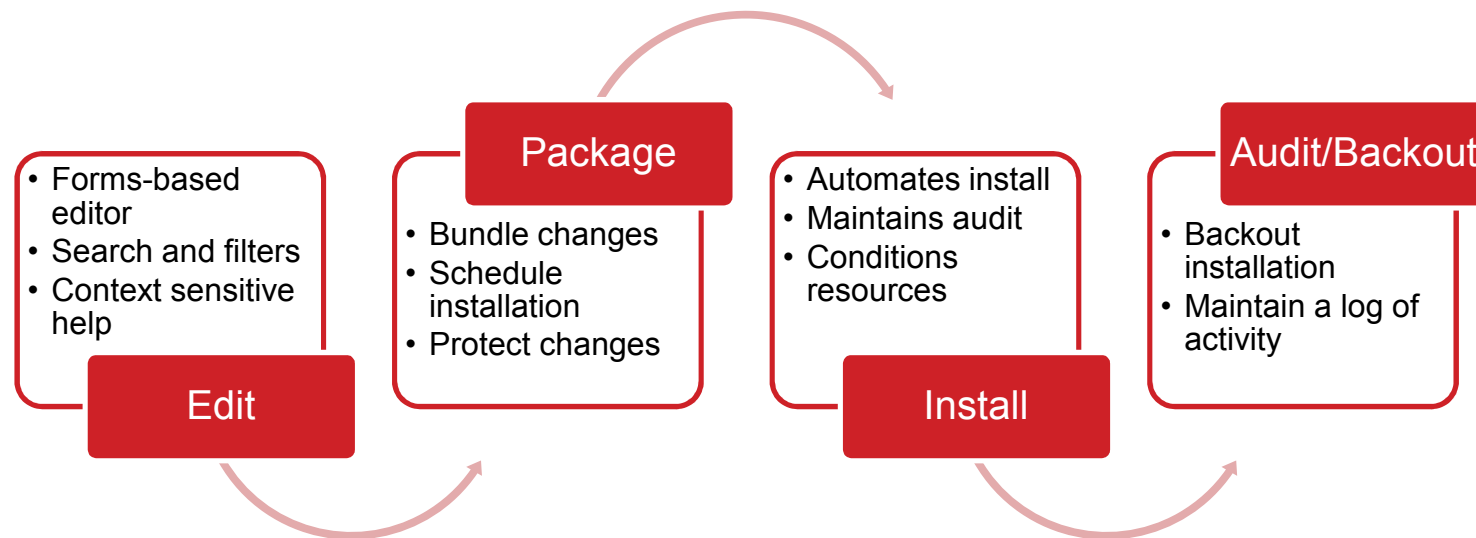 • Forms-based
editor
• Search and filters
• Context sensitive
help
Edit
Package
• Bundle changes
• Schedule
installation
• Protect changes
• Automates install
• Maintains audit
• Conditions
resources
Install
Audit/Backout
• Backout
installation
• Maintain a log of
activity